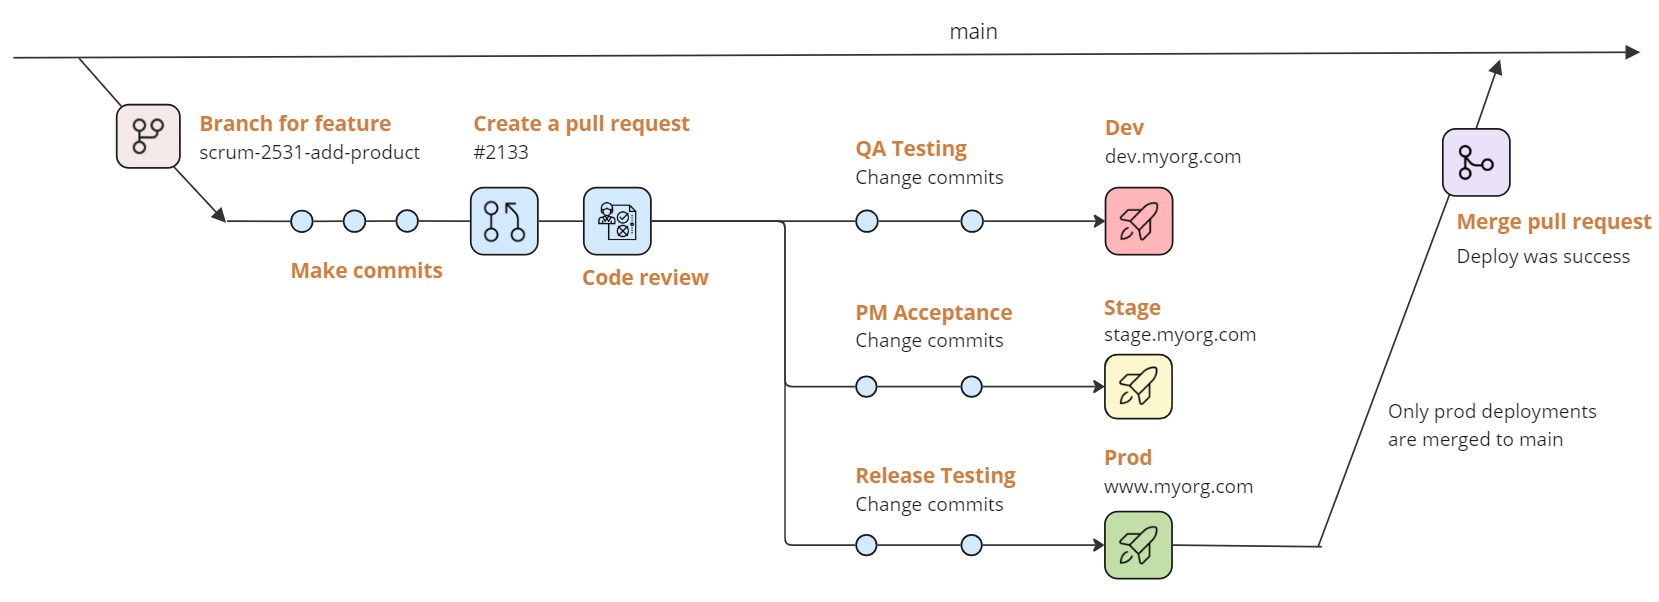 main
Branch for feature
scrum-2531-add-product
Create a pull request
#2133
Make commits
Code review
QA Testing
Change commits
Dev
dev.myorg.com
PM Acceptance
Change commits
Stage
stage.myorg.com
Release Testing
Change commits
Prod
www.myorg.com
Merge pull request
Deploy was success
Only prod deployments
are merged to main